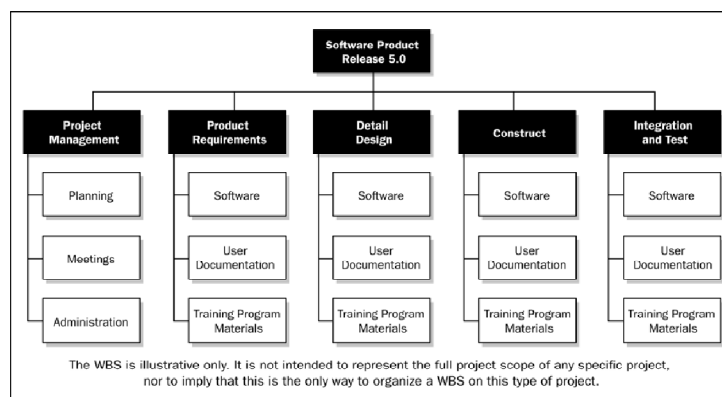 Software Product
Release 5.0
Project
Management
Product
Requirements
Detail
Design
Construct
Integration
and Test
Planning
Software
Software
Software
Software
Meetings
User
Documentation
User
Documentation
User
Documentation
User
Documentation
Administration
Training Program
Materials
Training Program
Materials
Training Program
Materials
Training Program
Materials
The WBS is illustrative only. It is not intended to represent the full project scope of any specific project,
nor to imply that this is the only way to organize a WBS on this type of project.